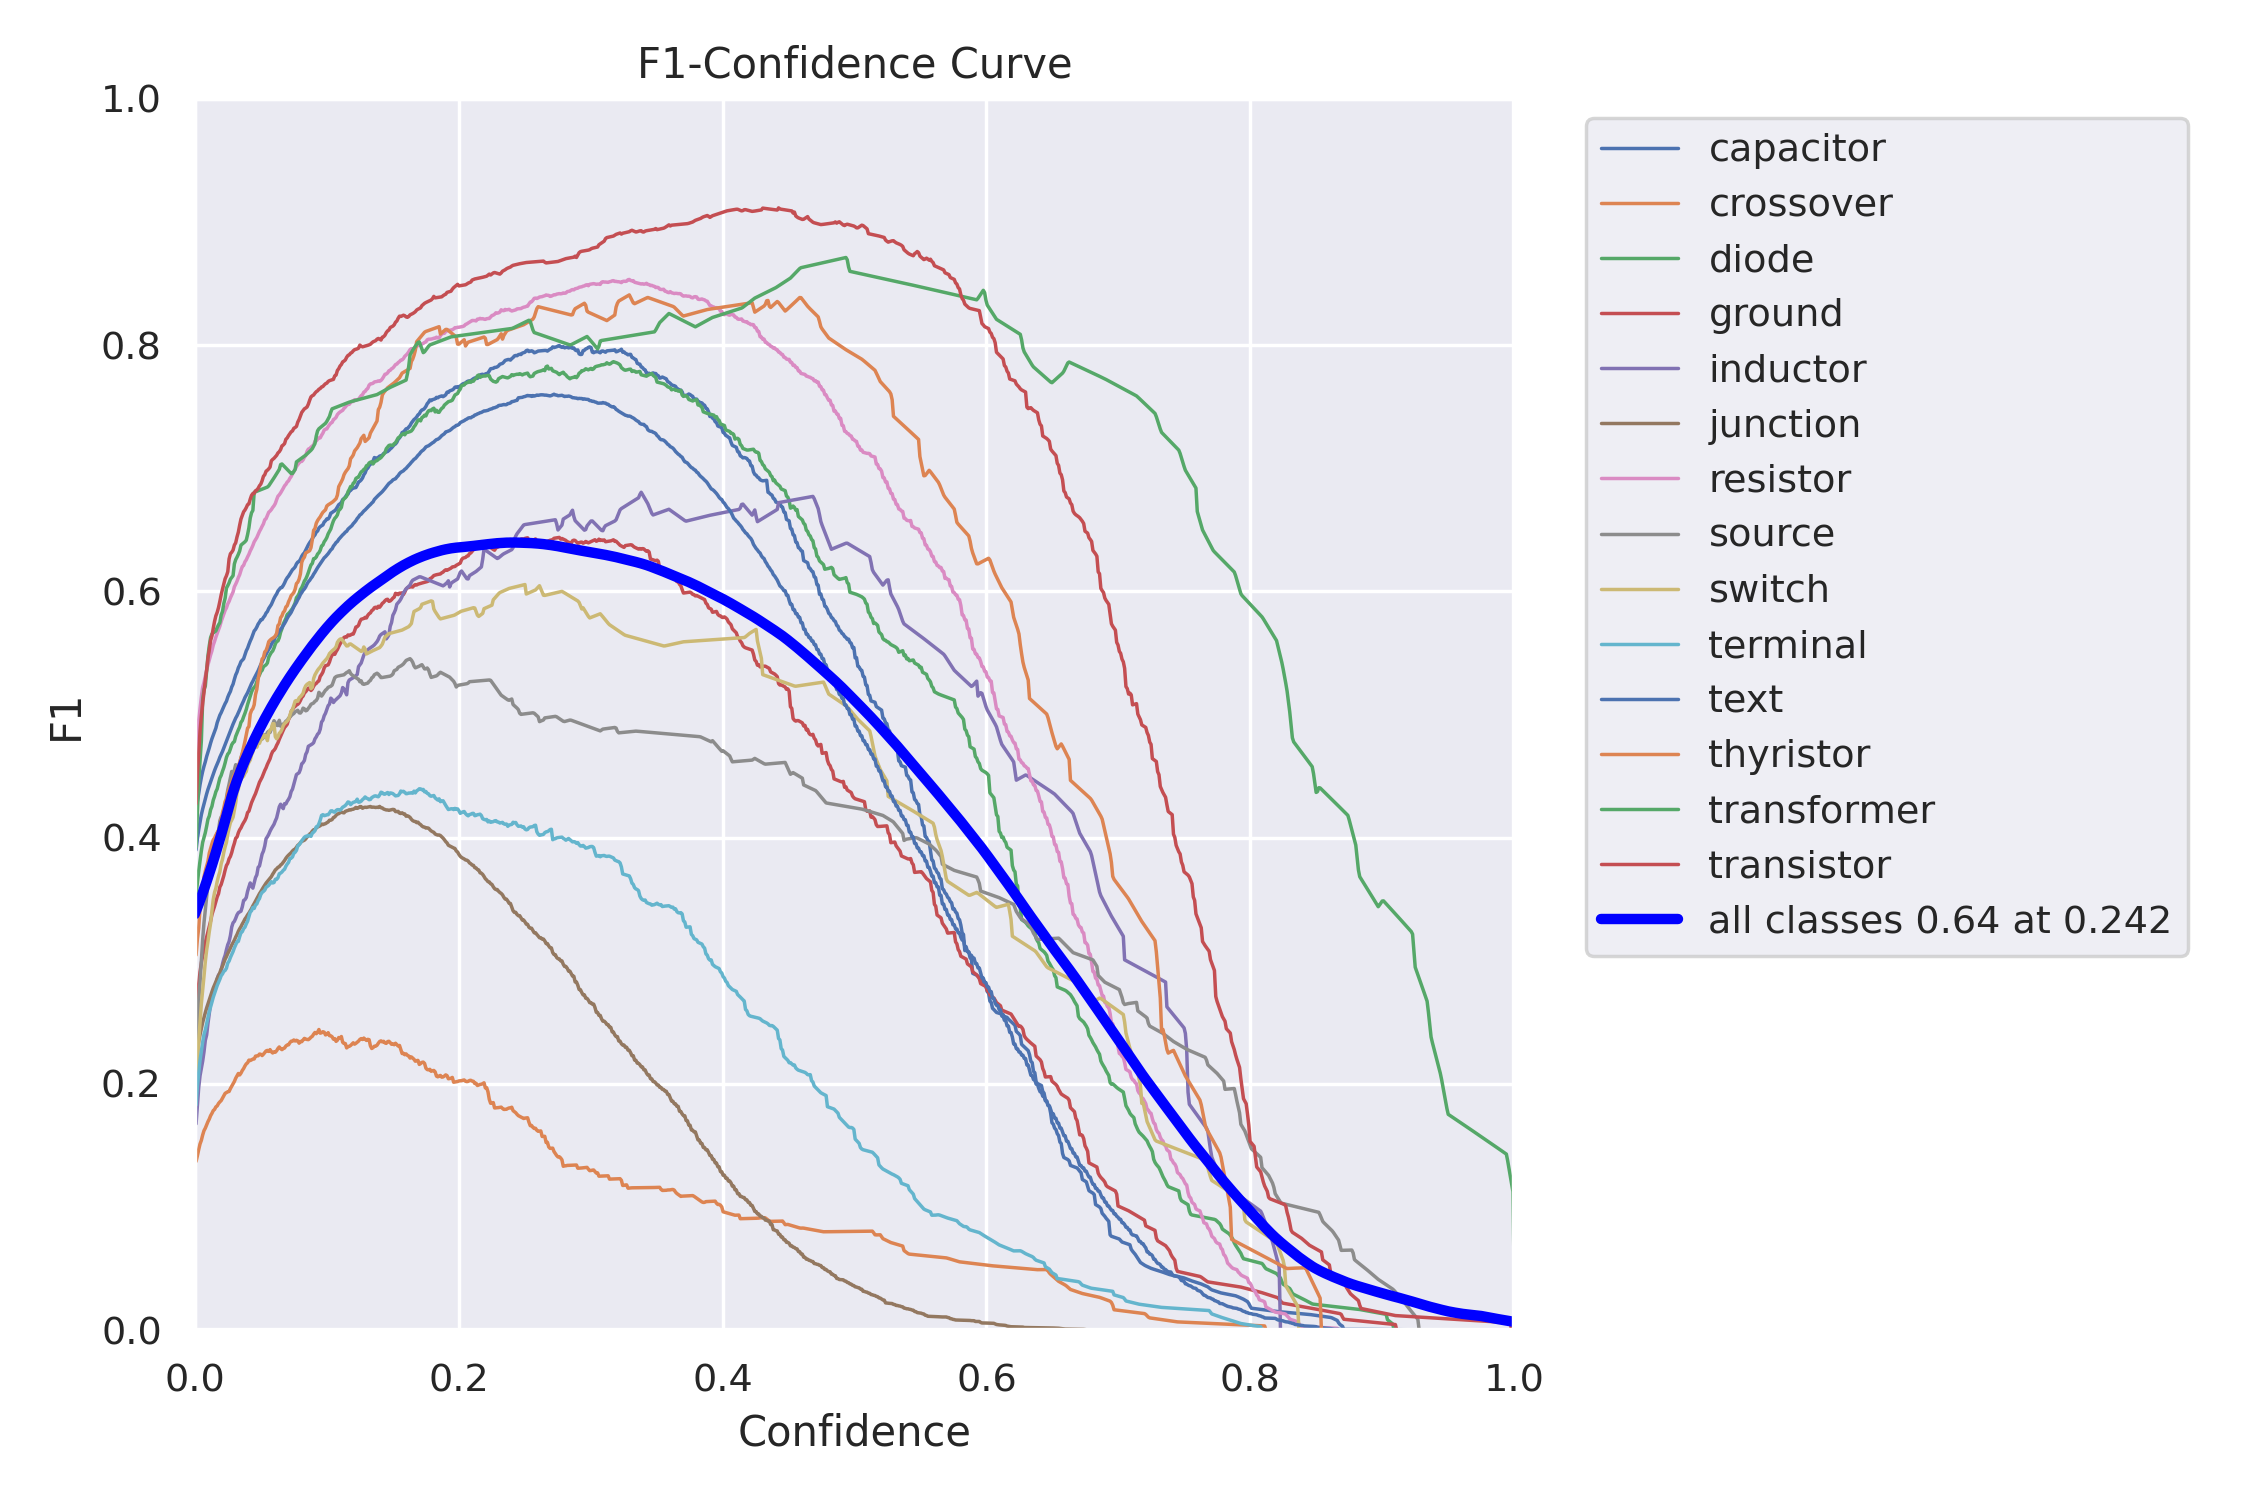 F1-Confidence Curve
1.0
0.8
0.6
0.4
0.2
0.0
F1
0.0 0.2 0.4 0.6 0.8 1.0
Confidence
capacitor
crossover
diode
ground
inductor
junction
resistor
source
switch
terminal
text
thyristor
transformer
transistor
all classes 0.64 at 0.242